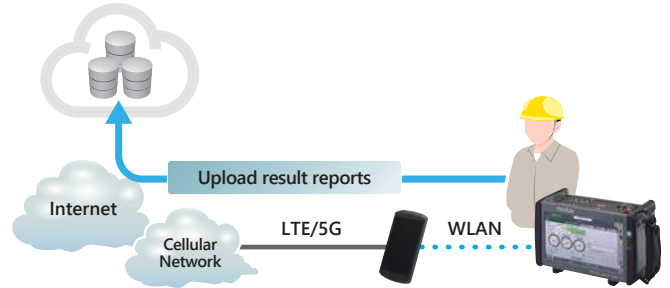 Upload result reports
Internet
LTE/5G
WLAN
Cellular
Network